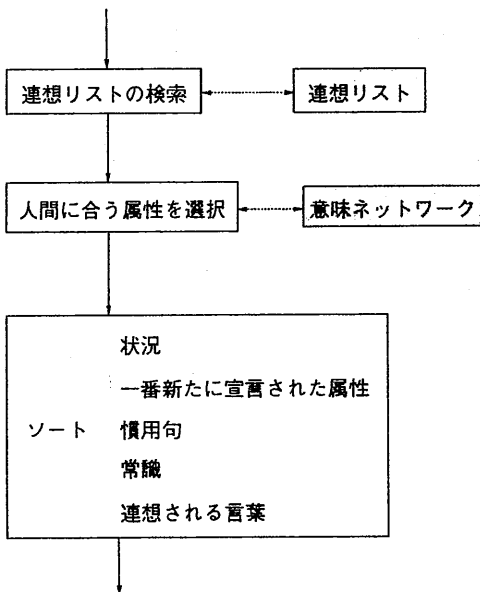 連想リストの検索
連想リスト
人間に合う属性を選択
意味ネットワーク
状況
一番新たに宣言された属性
ソート
慣用句
常識
連想される言葉